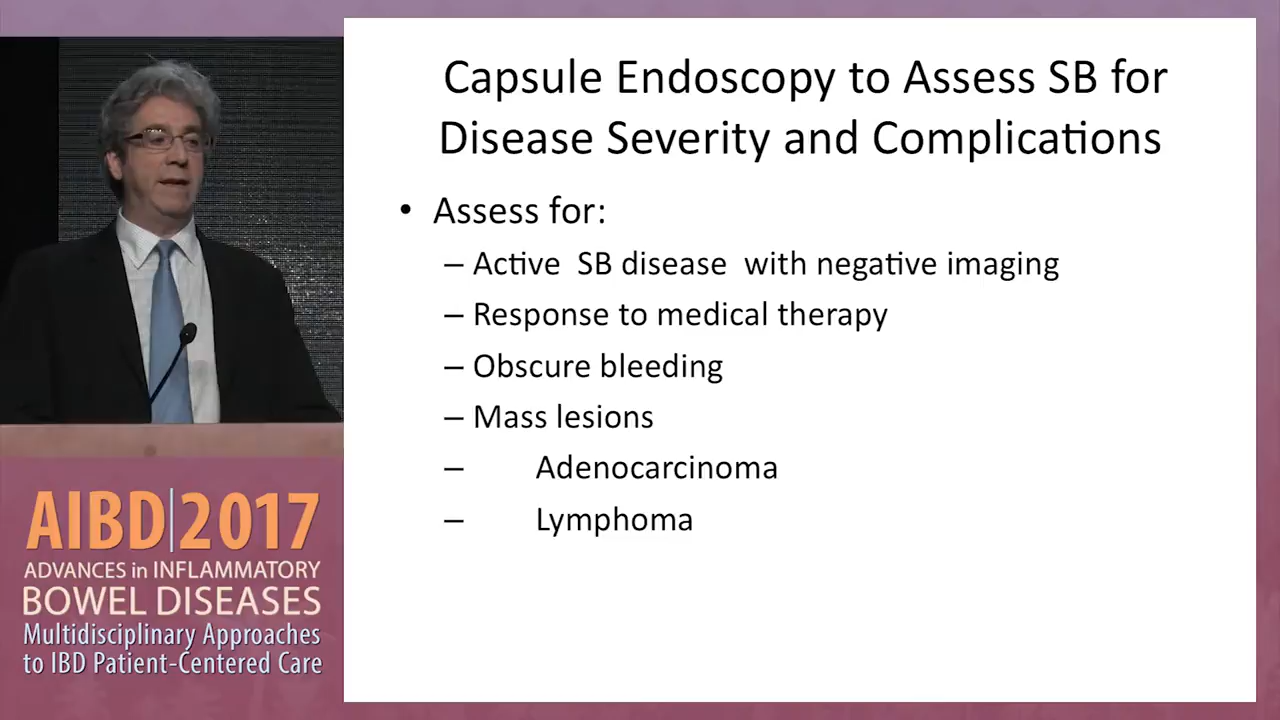 Capsule Endoscopy to Assess SB for
Disease Severity and Complications
• Assess for:
– Active SB disease with negative imaging
– Response to medical therapy
– Obscure bleeding
– Mass lesions
– Adenocarcinoma
– Lymphoma
AIBD|2017
ADVANCES in INFLAMMATORY
BOWEL DISEASES
Multidisciplinary Approaches
to IBD Patient-Centered Care